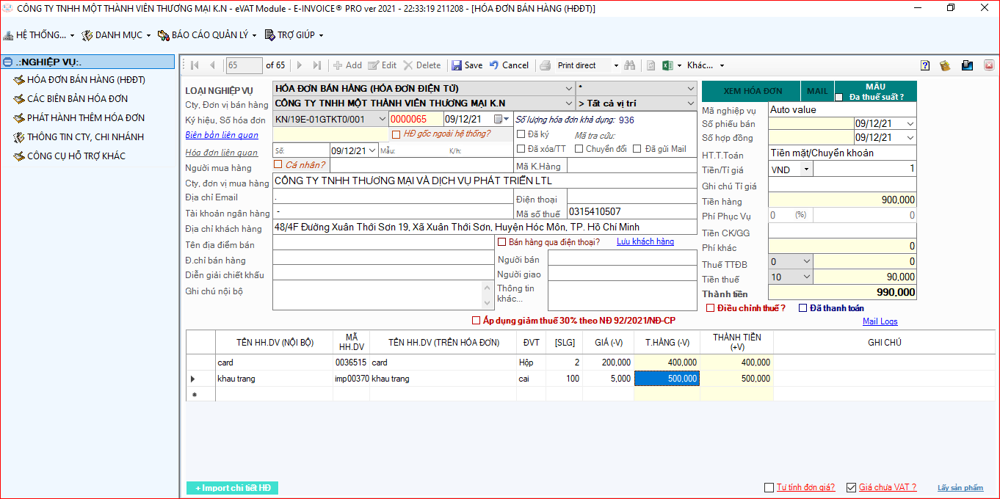 CÔNG TY TNHH MỘT THÀNH VIÊN THƯƠNG MẠI K.N - eVAT Module - E-INVOICE® PRO ver 2021 - 22:33:19 211208 - [HÓA ĐƠN BÁN HÀNG (HĐĐT)]
HỆ THỐNG... DANH MỤC BÁO CÁO QUẢN LÝ TRỢ GIÚP
.:NGHIỆP VỤ:.
HÓA ĐƠN BÁN HÀNG (HĐĐT)
CÁC BIÊN BẢN HÓA ĐƠN
PHÁT HÀNH THÊM HÓA ĐƠN
THÔNG TIN CTY, CHI NHÁNH
CÔNG CỤ HỖ TRỢ KHÁC
65 of 65 Add Edit Delete Save Cancel Print direct Khác...
LOẠI NGHIỆP VỤ HÓA ĐƠN BÁN HÀNG (HÓA ĐƠN ĐIỆN TỬ) *
Cty, Đơn vị bán hàng CÔNG TY TNHH MỘT THÀNH VIÊN THƯƠNG MẠI K.N > Tất cả vị trí
Ký hiệu, Số hóa đơn KN/19E-01GTKT0/001 0000065 09/12/21 Số lượng hóa đơn khả dụng: 936
Biên bản liên quan HĐ gốc ngoài hệ thống? Đã ký Mã tra cứu:
Hóa đơn liên quan Số: 09/12/21 Mẫu: K/h: Đã xóa/TT Chuyển đổi Đã gửi Mail
Người mua hàng Cá nhân? Mã K.Hàng
Cty, đơn vị mua hàng CÔNG TY TNHH THƯƠNG MẠI VÀ DỊCH VỤ PHÁT TRIỂN LTL
Địa chỉ Email . Điện thoại
Tài khoản ngân hàng - Mã số thuế 0315410507
Địa chỉ khách hàng 48/4F Đường Xuân Thới Sơn 19, Xã Xuân Thới Sơn, Huyện Hóc Môn, TP. Hồ Chí Minh
Tên địa điểm bán Bán hàng qua điện thoại? Lưu khách hàng
Đ.chỉ bán hàng Người bán
Diễn giải chiết khấu Người giao
Ghi chú nội bộ Thông tin
khác...
XEM HÓA ĐƠN MAIL MẪU
Đa thuế suất ?
Mã nghiệp vụ Auto value
Số phiếu bán 09/12/21
Số hợp đồng 09/12/21
HT.T.Toán Tiền mặt/Chuyển khoản
Tiền/Tỉ giá VND 1
Ghi chú Tỉ giá
Tiền hàng 900,000
Phí Phục Vụ 0 (%) 0
Tiền CK/GG
Phí khác 0
Thuế TTĐB 0 0
Tiền thuế 10 90,000
Thành tiền 990,000
Điều chỉnh thuế ? Đã thanh toán
Áp dụng giảm thuế 30% theo NĐ 92/2021/NĐ-CP
Mail Logs
TÊN HH.DV (NỘI BỘ) MÃ HH.DV TÊN HH.DV (TRÊN HÓA ĐƠN) ĐVT [SLG] GIÁ (-V) T.HÀNG (-V) THÀNH TIỀN (+V) GHI CHÚ
card 0036515 card Hộp 2 200,000 400,000 400,000
khau trang imp00370 khau trang cai 100 5,000 500,000 500,000
+ Import chi tiết HĐ Tự tính đơn giá? Giá chưa VAT ? Lấy sản phẩm